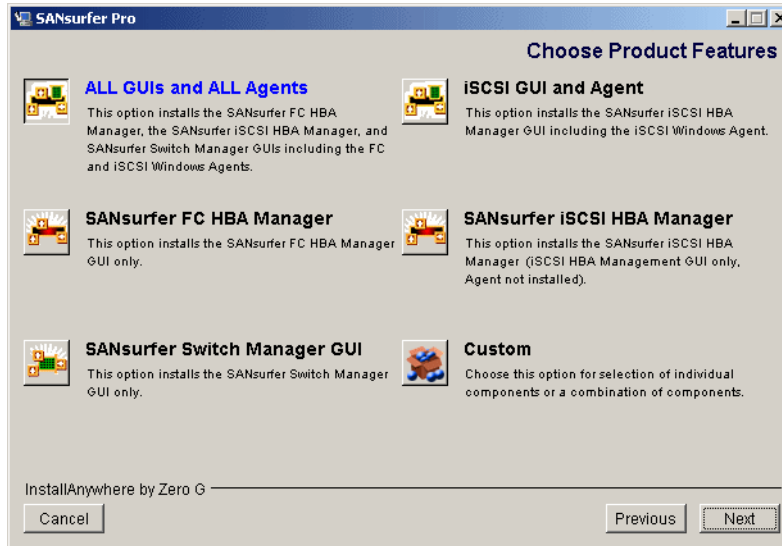 SANsurfer Pro
Choose Product Features
ALL GUIs and ALL Agents
This option installs the SANsurfer FC HBA
Manager, the SANsurfer iSCSI HBA Manager, and
SANsurfer Switch Manager GUIs including the FC
and iSCSI Windows Agents.
iSCSI GUI and Agent
This option installs the SANsurfer iSCSI HBA
Manager GUI including the iSCSI Windows Agent.
SANsurfer FC HBA Manager
This option installs the SANsurfer FC HBA Manager
GUI only.
SANsurfer iSCSI HBA Manager
This option installs the SANsurfer iSCSI HBA
Manager (iSCSI HBA Management GUI only,
Agent not installed).
SANsurfer Switch Manager GUI
This option installs the SANsurfer Switch Manager
GUI only.
Custom
Choose this option for selection of individual
components or a combination of components.
InstallAnywhere by Zero G
Cancel
Previous
Next